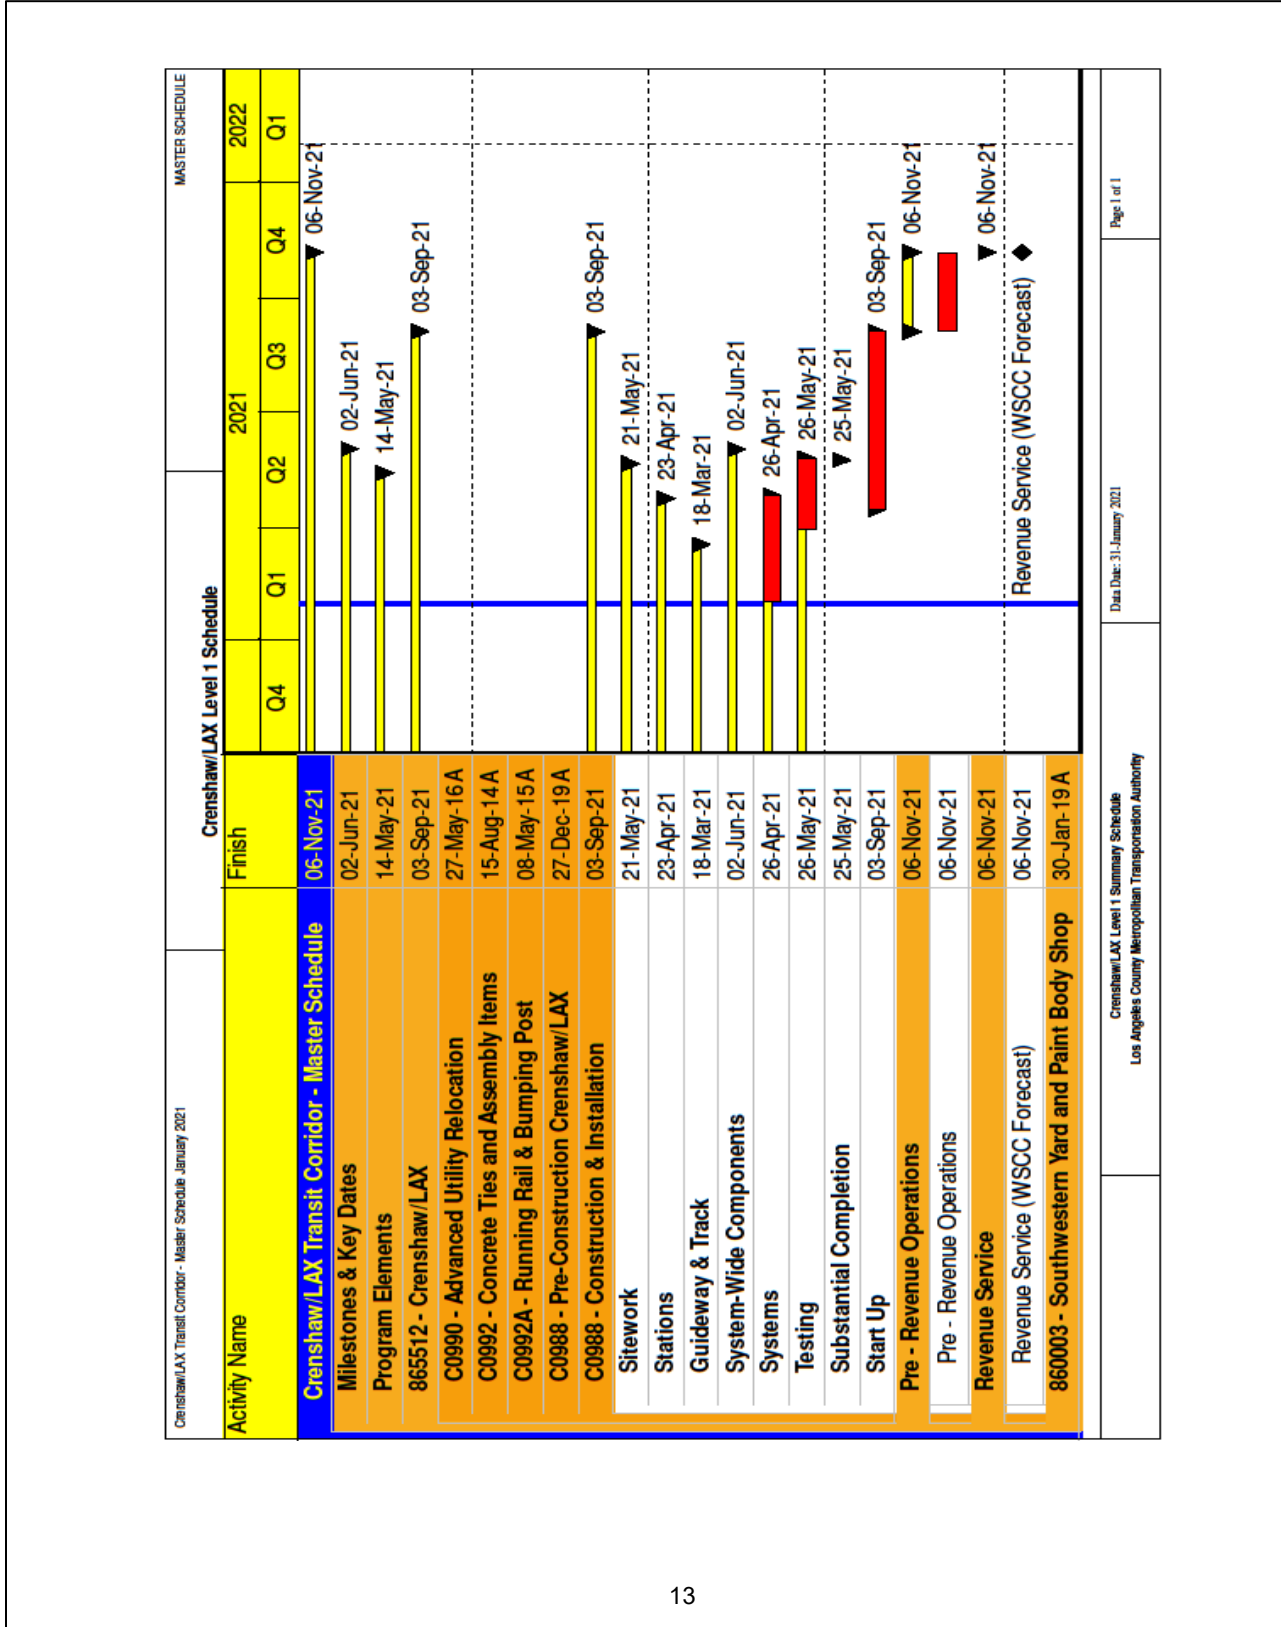 Crenshaw/LAX Transit Corridor - Master Schedule January 2021
MASTER SCHEDULE
Crenshaw/LAX Level 1 Schedule
Activity Name
Finish
2021
2022
Q4
Q1
Q2
Q3
Q4
Q1
Crenshaw/LAX Transit Corridor - Master Schedule 06-Nov-21 06-Nov-21
Milestones & Key Dates 02-Jun-21 02-Jun-21
Program Elements 14-May-21 14-May-21
865512 - Crenshaw/LAX 03-Sep-21 03-Sep-21
C0990 - Advanced Utility Relocation 27-May-16 A
C0992 - Concrete Ties and Assembly Items 15-Aug-14 A
C0992A - Running Rail & Bumping Post 08-May-15 A
C0988 - Pre-Construction Crenshaw/LAX 27-Dec-19 A
C0988 - Construction & Installation 03-Sep-21 03-Sep-21
Sitework 21-May-21 21-May-21
Stations 23-Apr-21 23-Apr-21
Guideway & Track 18-Mar-21 18-Mar-21
System-Wide Components 02-Jun-21 02-Jun-21
Systems 26-Apr-21 26-Apr-21
Testing 26-May-21 26-May-21
Substantial Completion 25-May-21 25-May-21
Start Up 03-Sep-21 03-Sep-21
Pre - Revenue Operations 06-Nov-21 06-Nov-21
Pre - Revenue Operations 06-Nov-21
Revenue Service 06-Nov-21 06-Nov-21
Revenue Service (WSCC Forecast) 06-Nov-21 Revenue Service (WSCC Forecast)
860003 - Southwestern Yard and Paint Body Shop 30-Jan-19 A
Crenshaw/LAX Level 1 Summary Schedule
Los Angeles County Metropolitan Transportation Authority
Data Date: 31-January 2021
Page 1 of 1
13